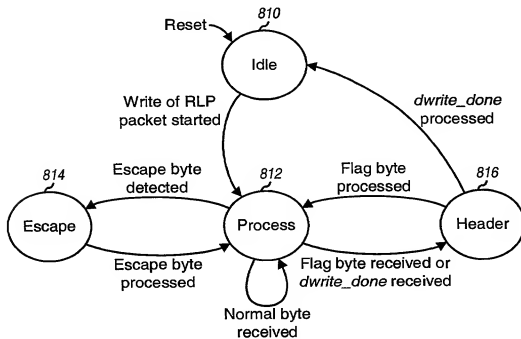 810
Reset
Idle
Write of RLP
packet started
dwrite_done
processed
814
Escape byte
detected
812
Flag byte
processed
816
Escape
Process
Header
Escape byte
processed
Flag byte received or
dwrite_done received
Normal byte
received